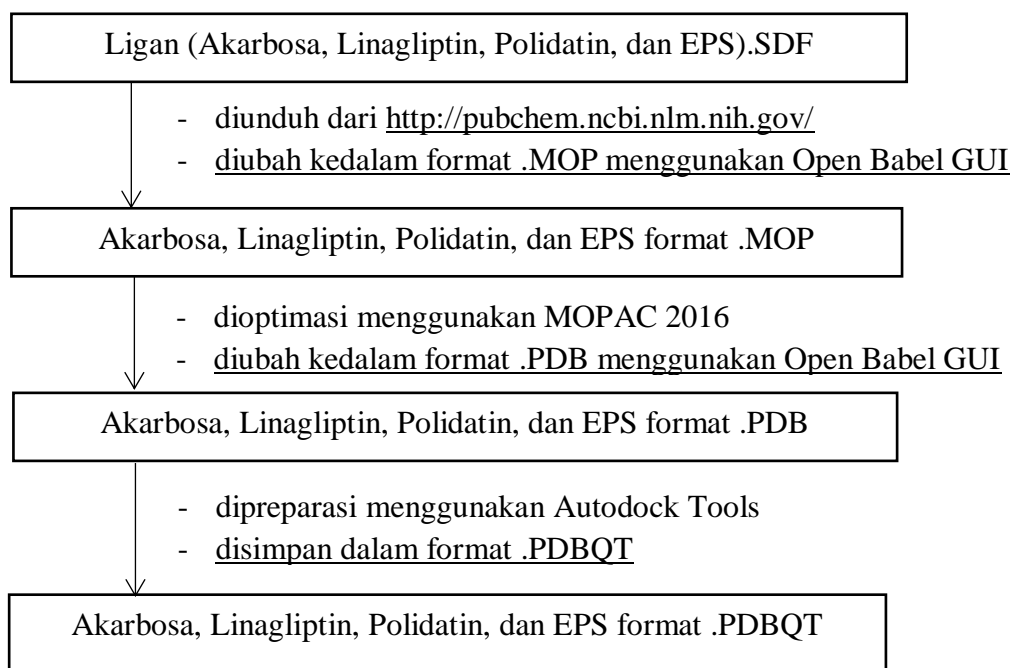 Ligan (Akarbosa, Linagliptin, Polidatin, dan EPS).SDF
- diunduh dari http://pubchem.ncbi.nlm.nih.gov/
- diubah kedalam format .MOP menggunakan Open Babel GUI
Akarbosa, Linagliptin, Polidatin, dan EPS format .MOP
- dioptimasi menggunakan MOPAC 2016
- diubah kedalam format .PDB menggunakan Open Babel GUI
Akarbosa, Linagliptin, Polidatin, dan EPS format .PDB
- dipreparasi menggunakan Autodock Tools
- disimpan dalam format .PDBQT
Akarbosa, Linagliptin, Polidatin, dan EPS format .PDBQT